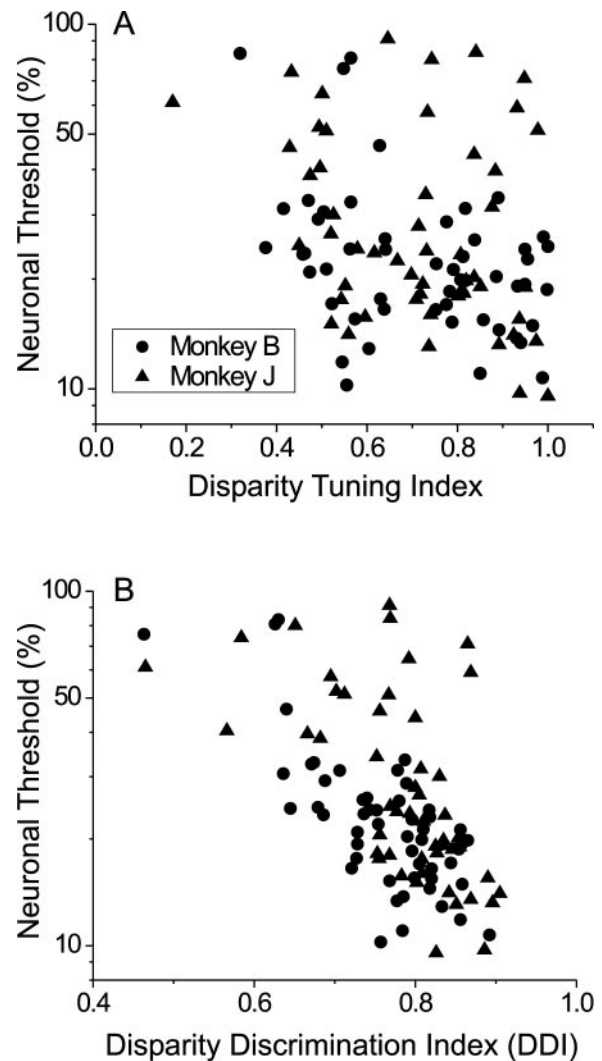 A
100
50
10
Neuronal Threshold (%)
Monkey B
Monkey J
0.0 0.2 0.4 0.6 0.8 1.0
Disparity Tuning Index
B
100
50
10
Neuronal Threshold (%)
0.4 0.6 0.8 1.0
Disparity Discrimination Index (DDI)